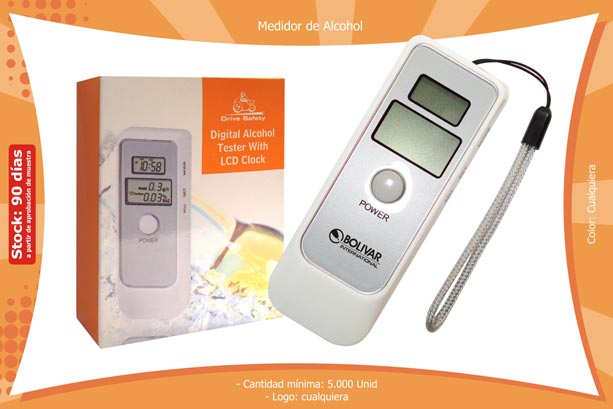 Medidor de Alcohol
Stock: 90 días
a partir de aprobación de muestra
Drive Safety
Digital Alcohol
Tester With
LCD Clock
10:58
0.3
0.03
POWER
POWER
BOLIVAR
INTERNATIONAL
Color: Cualquiera
- Cantidad mínima: 5.000 Unid
- Logo: cualquiera